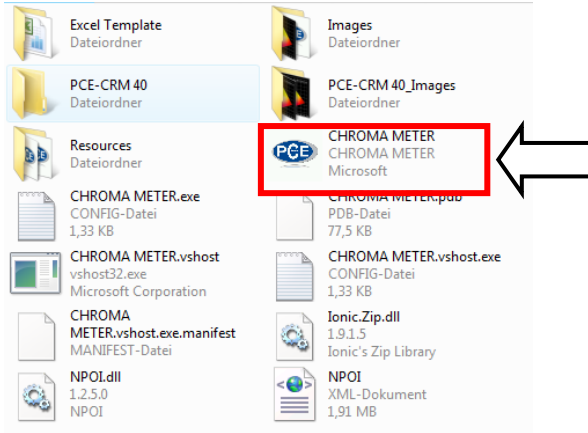 Excel Template
Dateiordner
Images
Dateiordner
PCE-CRM 40
Dateiordner
PCE-CRM 40_Images
Dateiordner
Resources
Dateiordner
PCE
CHROMA METER
CHROMA METER
Microsoft
CHROMA METER.exe
CONFIG-Datei
1,33 KB
CHROMA METER.pdb
PDB-Datei
77,5 KB
CHROMA METER.vshost
vshost32.exe
Microsoft Corporation
CHROMA METER.vshost.exe
CONFIG-Datei
1,33 KB
CHROMA
METER.vshost.exe.manifest
MANIFEST-Datei
Ionic.Zip.dll
1.9.1.5
Ionic's Zip Library
NPOI.dll
1.2.5.0
NPOI
NPOI
XML-Dokument
1,91 MB